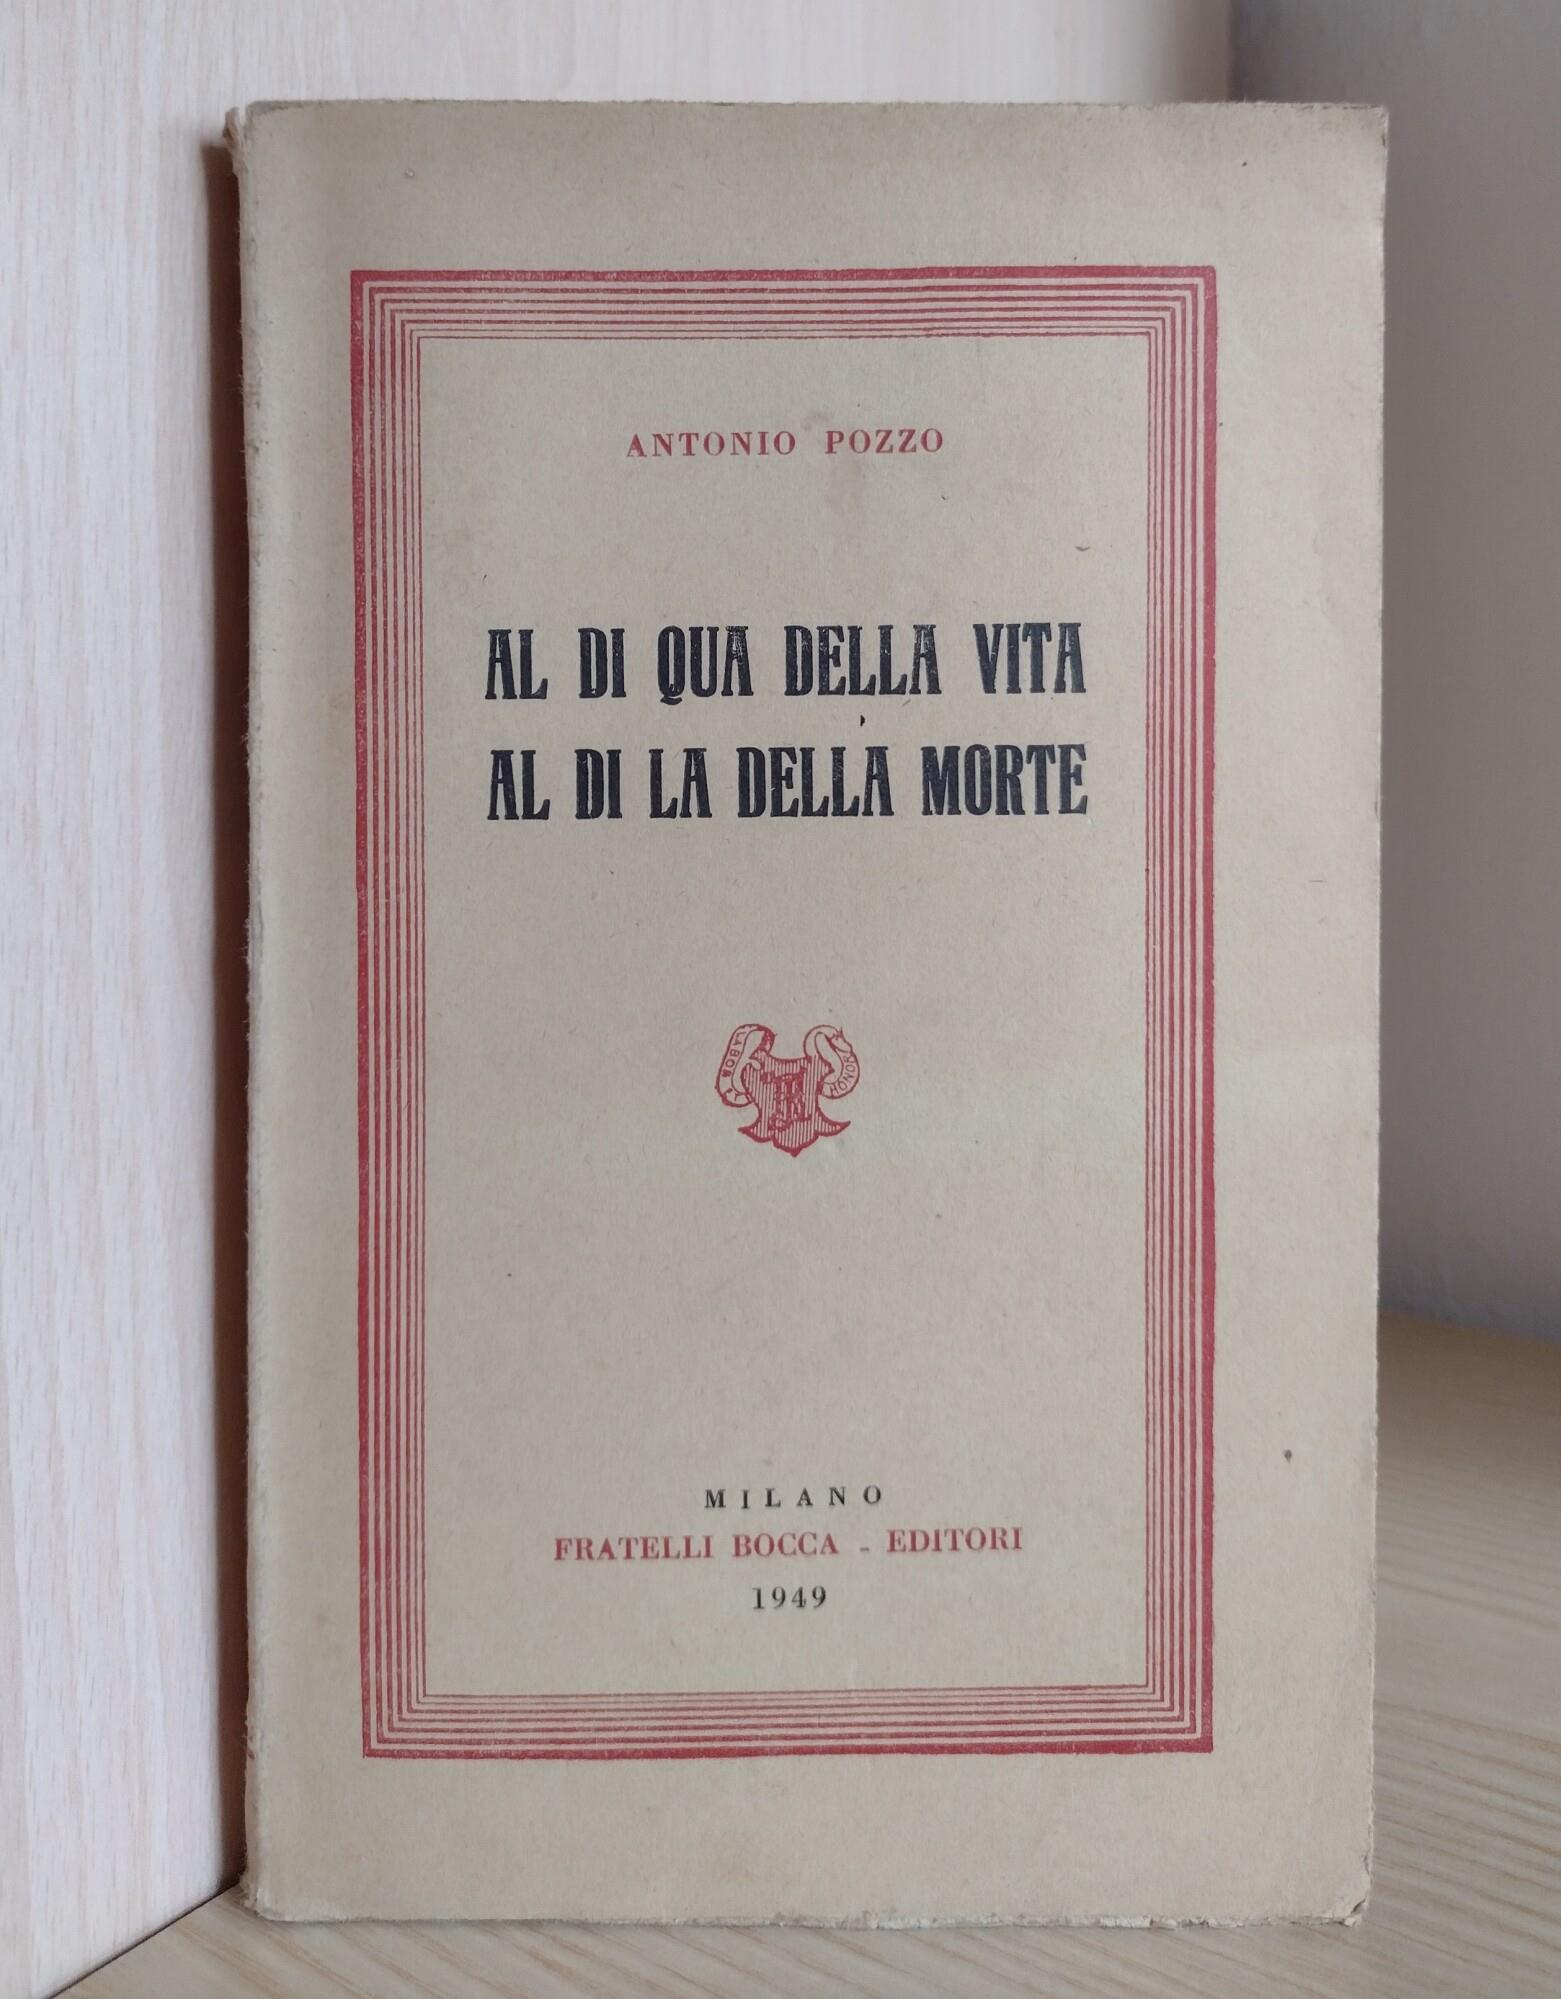 ANTONIO POZZO
AL DI QUA DELLA VITA
AL DI LA DELLA MORTE
LABOR ET
HONOR
MILANO
FRATELLI BOCCA - EDITORI
1949